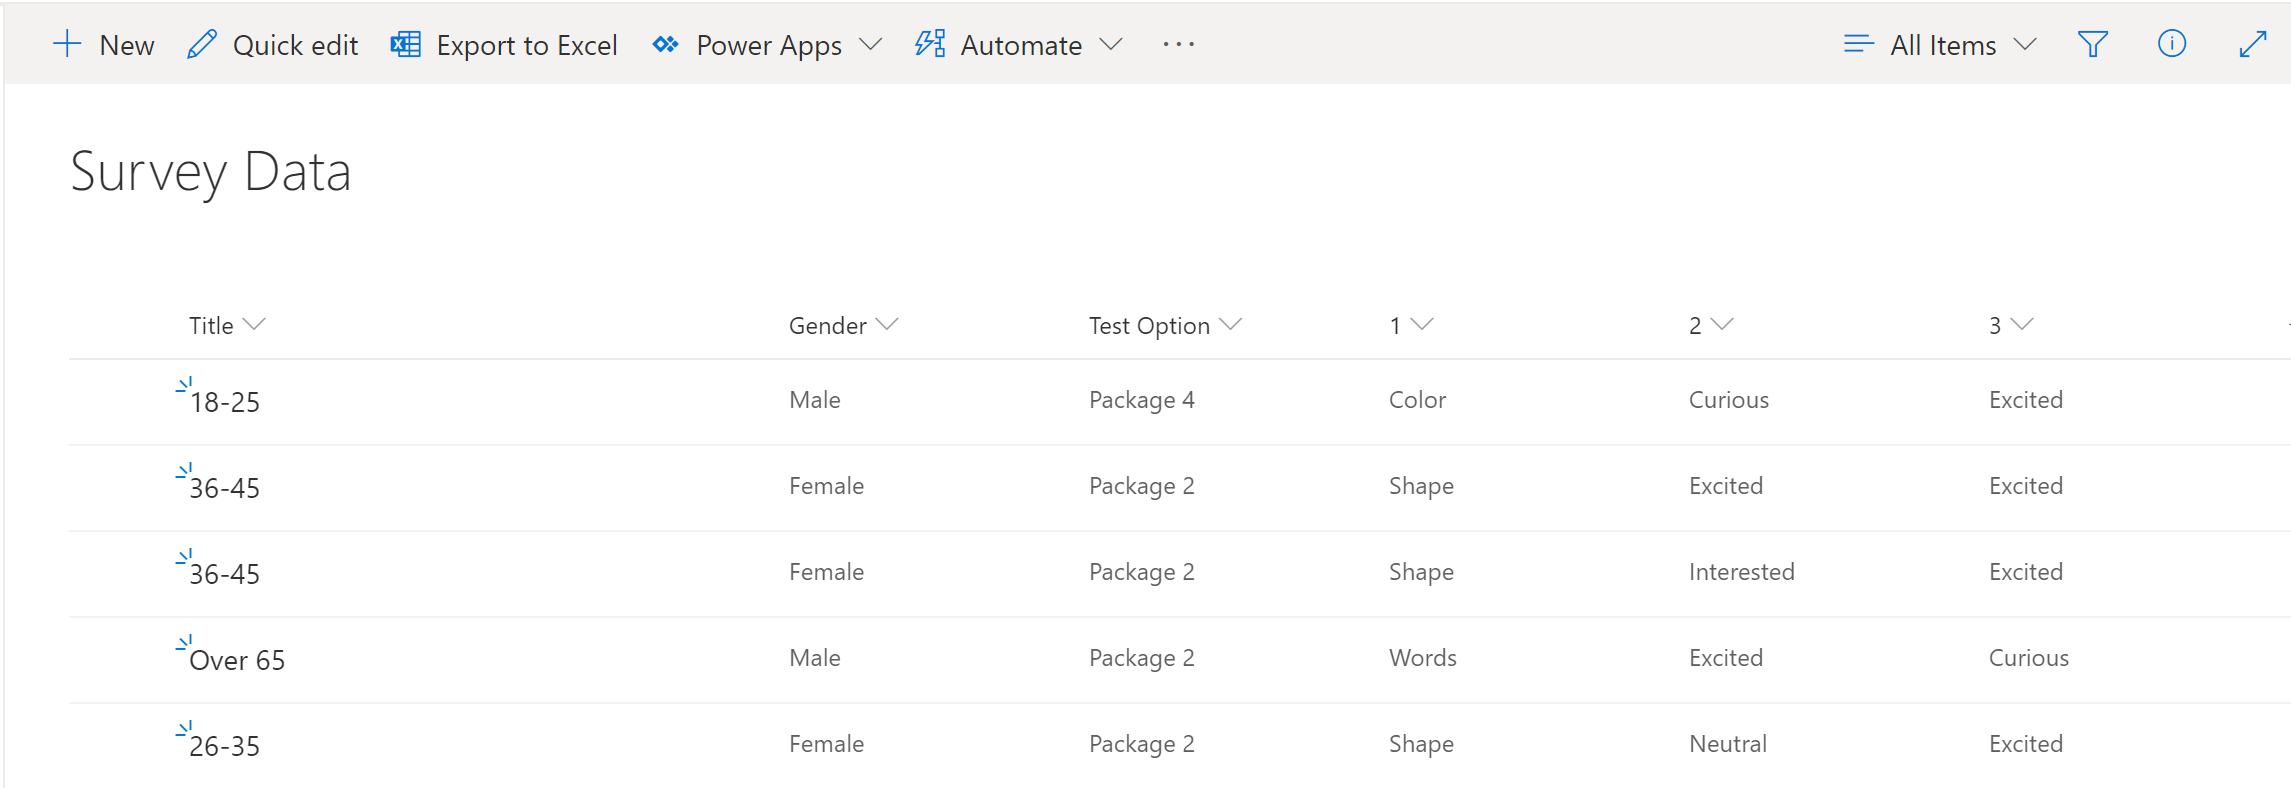 New Quick edit Export to Excel Power Apps Automate ... All Items
Survey Data
Title Gender Test Option 1 2 3
18-25 Male Package 4 Color Curious Excited
36-45 Female Package 2 Shape Excited Excited
36-45 Female Package 2 Shape Interested Excited
Over 65 Male Package 2 Words Excited Curious
26-35 Female Package 2 Shape Neutral Excited